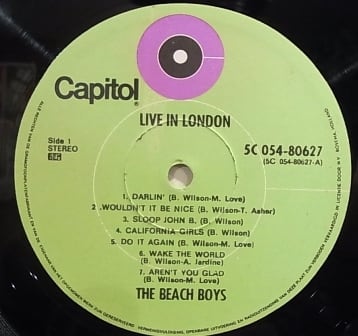 Capitol®
LIVE IN LONDON
Side 1
STEREO
5C 054-80627
(5C 054-80627-A)
1. DARLIN' (B. Wilson-M. Love)
2. WOULDN'T IT BE NICE (B. Wilson-T. Asher)
3. SLOOP JOHN B. (B. Wilson)
4. CALIFORNIA GIRLS (B. Wilson)
5. DO IT AGAIN (B. Wilson-M. Love)
6. WAKE THE WORLD
(B. Wilson-A. Jardine)
7. AREN'T YOU GLAD
(B. Wilson-M. Love)
THE BEACH BOYS